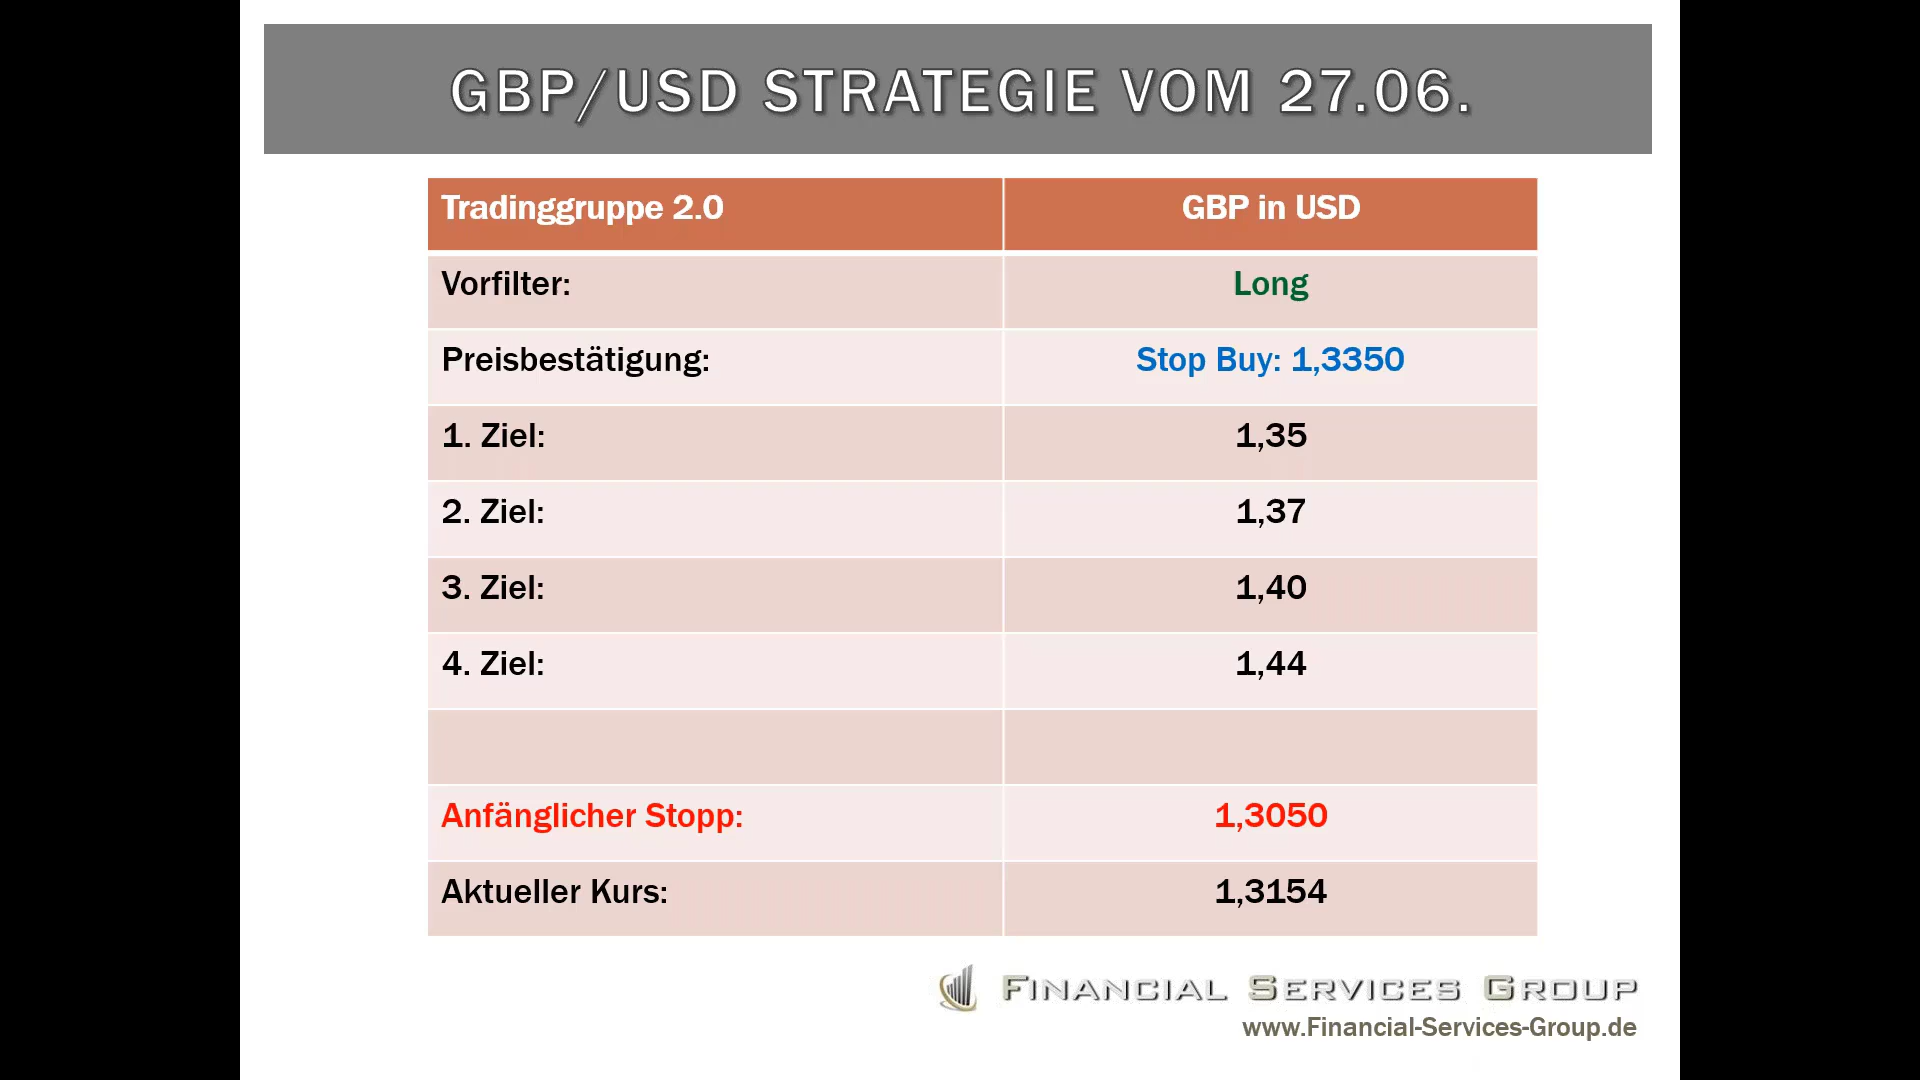 GBP/USD STRATEGIE VOM 27.06.
Tradinggruppe 2.0 GBP in USD
Vorfilter: Long
Preisbestätigung: Stop Buy: 1,3350
1. Ziel: 1,35
2. Ziel: 1,37
3. Ziel: 1,40
4. Ziel: 1,44
Anfänglicher Stopp: 1,3050
Aktueller Kurs: 1,3154
FINANCIAL SERVICES GROUP
www.Financial-Services-Group.de